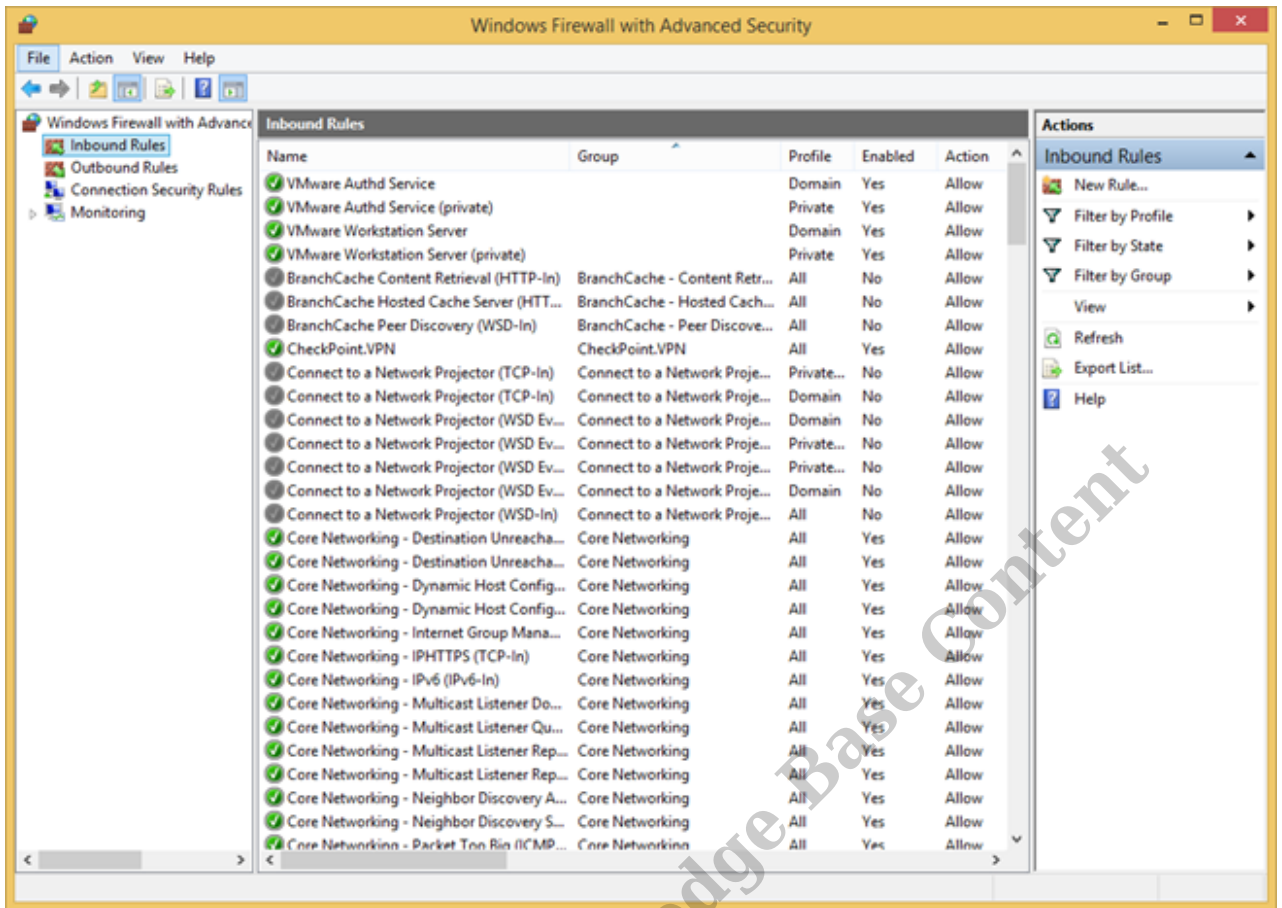 Windows Firewall with Advanced Security
File Action View Help
Windows Firewall with Advance
Inbound Rules
Outbound Rules
Connection Security Rules
Monitoring
Inbound Rules
Name Group Profile Enabled Action
VMware Authd Service Domain Yes Allow
VMware Authd Service (private) Private Yes Allow
VMware Workstation Server Domain Yes Allow
VMware Workstation Server (private) Private Yes Allow
BranchCache Content Retrieval (HTTP-In) BranchCache - Content Retr... All No Allow
BranchCache Hosted Cache Server (HTT... BranchCache - Hosted Cach... All No Allow
BranchCache Peer Discovery (WSD-In) BranchCache - Peer Discove... All No Allow
CheckPoint.VPN CheckPoint.VPN All Yes Allow
Connect to a Network Projector (TCP-In) Connect to a Network Proje... Private... No Allow
Connect to a Network Projector (TCP-In) Connect to a Network Proje... Domain No Allow
Connect to a Network Projector (WSD Ev... Connect to a Network Proje... Domain No Allow
Connect to a Network Projector (WSD Ev... Connect to a Network Proje... Private... No Allow
Connect to a Network Projector (WSD Ev... Connect to a Network Proje... Private... No Allow
Connect to a Network Projector (WSD Ev... Connect to a Network Proje... Domain No Allow
Connect to a Network Projector (WSD-In) Connect to a Network Proje... All No Allow
Core Networking - Destination Unreacha... Core Networking All Yes Allow
Core Networking - Destination Unreacha... Core Networking All Yes Allow
Core Networking - Dynamic Host Config... Core Networking All Yes Allow
Core Networking - Dynamic Host Config... Core Networking All Yes Allow
Core Networking - Internet Group Mana... Core Networking All Yes Allow
Core Networking - IPHTTPS (TCP-In) Core Networking All Yes Allow
Core Networking - IPv6 (IPv6-In) Core Networking All Yes Allow
Core Networking - Multicast Listener Do... Core Networking All Yes Allow
Core Networking - Multicast Listener Qu... Core Networking All Yes Allow
Core Networking - Multicast Listener Rep... Core Networking All Yes Allow
Core Networking - Multicast Listener Rep... Core Networking All Yes Allow
Core Networking - Neighbor Discovery A... Core Networking All Yes Allow
Core Networking - Neighbor Discovery S... Core Networking All Yes Allow
Core Networking - Packet Too Big (ICMP... Core Networking All Yes Allow
Actions
Inbound Rules
New Rule...
Filter by Profile
Filter by State
Filter by Group
View
Refresh
Export List...
Help
Base Content